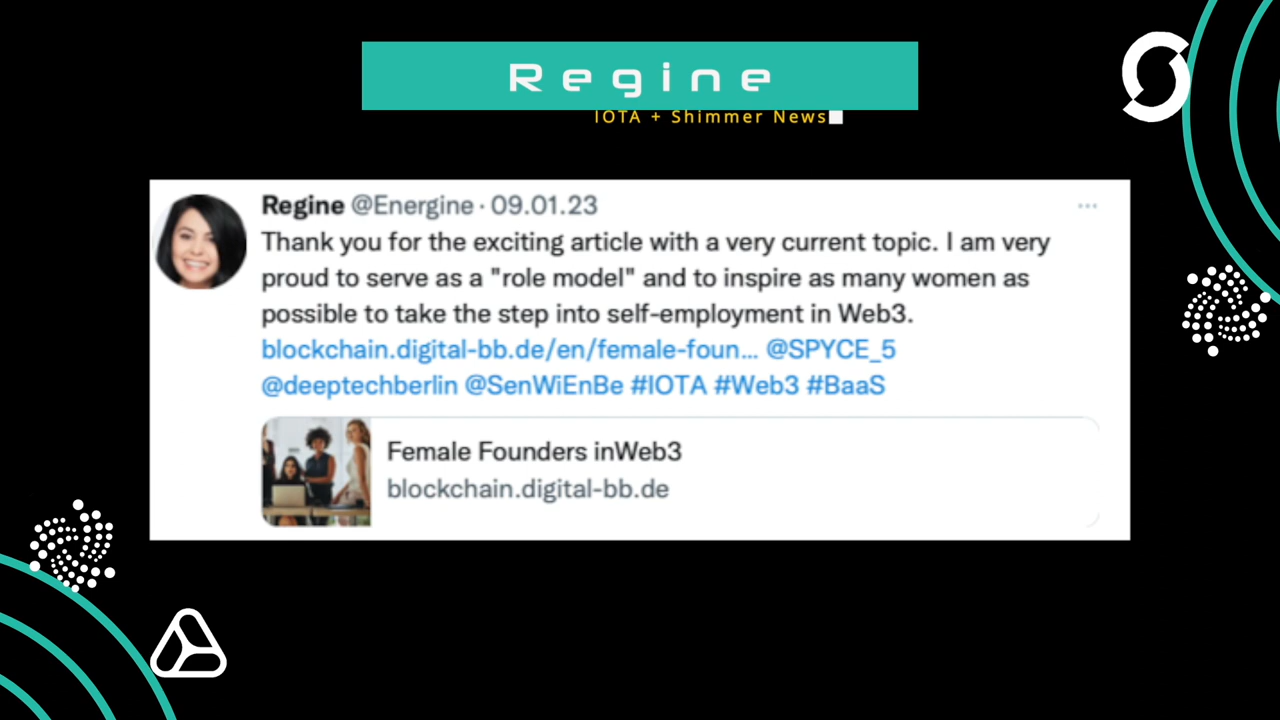 Regine
IOTA + Shimmer News
Regine @Energine · 09.01.23
Thank you for the exciting article with a very current topic. I am very
proud to serve as a "role model" and to inspire as many women as
possible to take the step into self-employment in Web3.
blockchain.digital-bb.de/en/female-foun... @SPYCE_5
@deeptechberlin @SenWiEnBe #IOTA #Web3 #BaaS
Female Founders inWeb3
blockchain.digital-bb.de